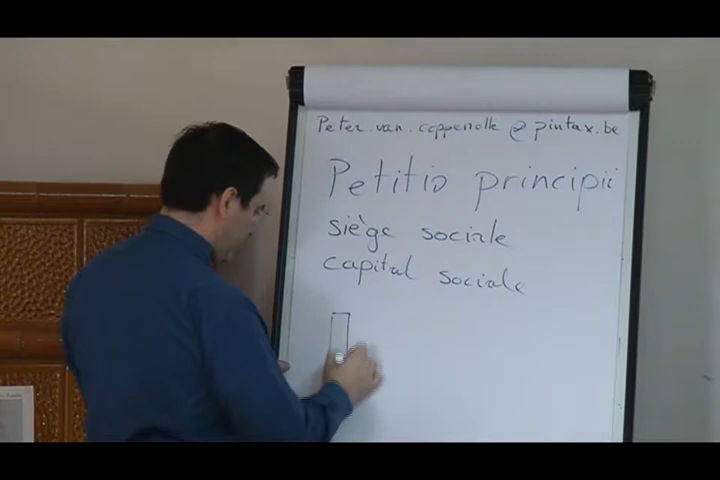 Peter.van.coppenolle@pintax.be
Petitio principii
siège sociale
capital sociale